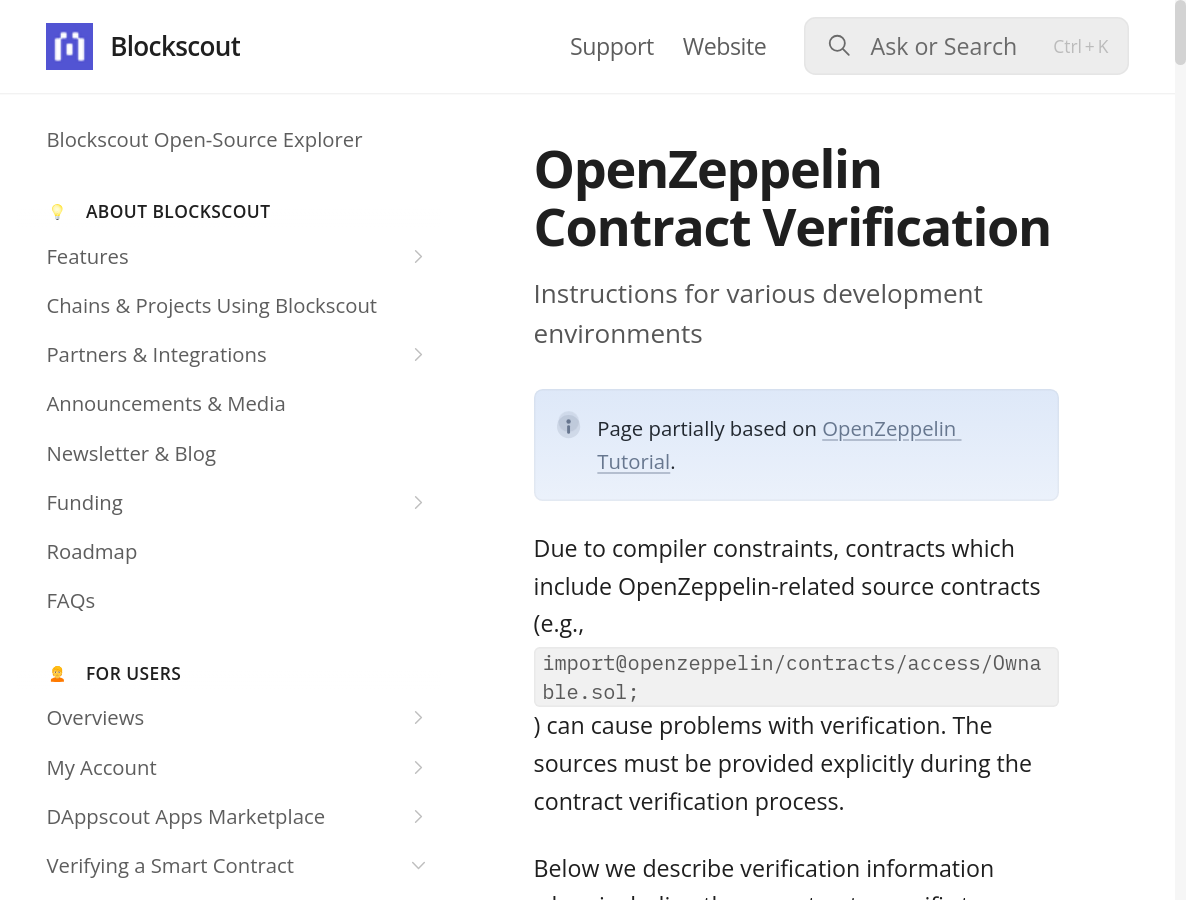 Blockscout
Support
Website
Ask or Search
Ctrl + K
Blockscout Open-Source Explorer
ABOUT BLOCKSCOUT
Features
Chains & Projects Using Blockscout
Partners & Integrations
Announcements & Media
Newsletter & Blog
Funding
Roadmap
FAQs
FOR USERS
Overviews
My Account
DAppscout Apps Marketplace
Verifying a Smart Contract
OpenZeppelin
Contract Verification
Instructions for various development
environments
Page partially based on OpenZeppelin
Tutorial.
Due to compiler constraints, contracts which
include OpenZeppelin-related source contracts
(e.g.,
import@openzeppelin/contracts/access/Owna
ble.sol;
) can cause problems with verification. The
sources must be provided explicitly during the
contract verification process.
Below we describe verification information